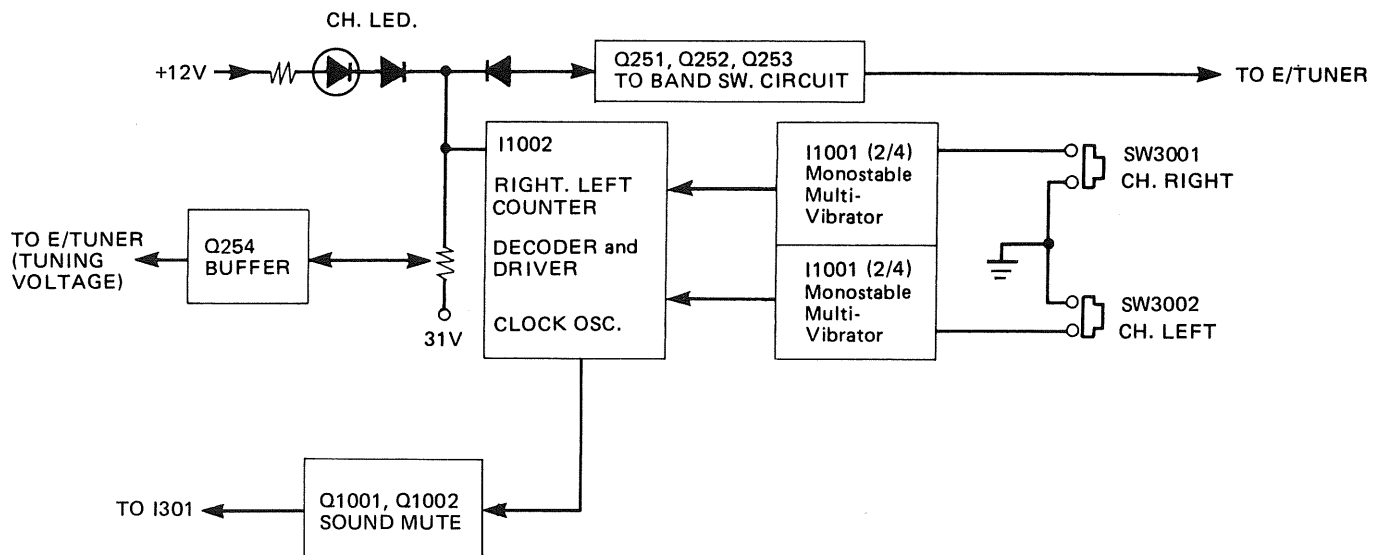 CH. LED.
+12V
Q251, Q252, Q253
TO BAND SW. CIRCUIT
TO E/TUNER
I1002
RIGHT. LEFT
COUNTER
DECODER and
DRIVER
CLOCK OSC.
I1001 (2/4)
Monostable
Multi-
Vibrator
I1001 (2/4)
Monostable
Multi-
Vibrator
SW3001
CH. RIGHT
SW3002
CH. LEFT
TO E/TUNER
(TUNING
VOLTAGE)
Q254
BUFFER
31V
TO I301
Q1001, Q1002
SOUND MUTE